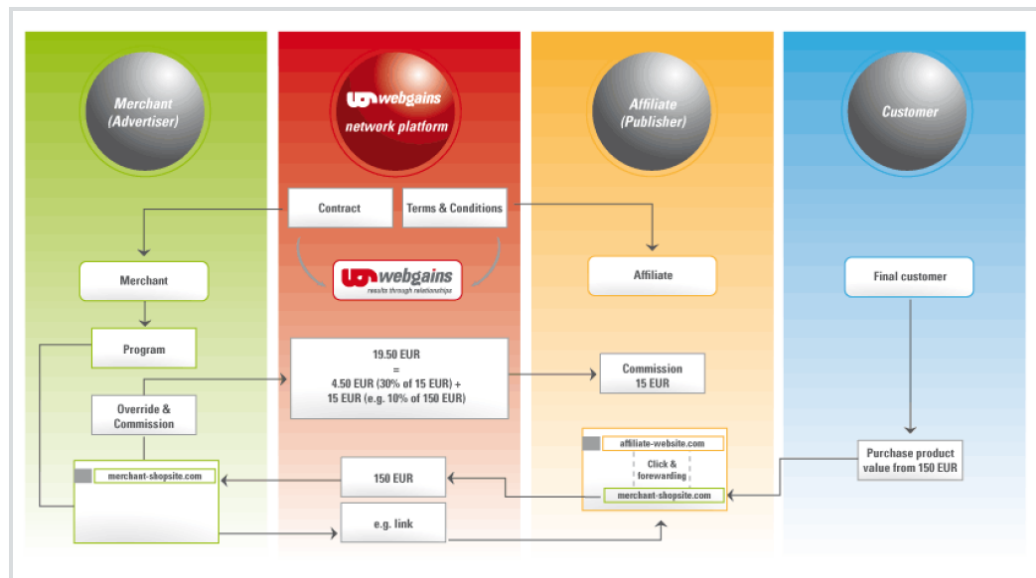 Merchant
(Advertiser)
webgains
network platform
Affiliate
(Publisher)
Customer
Contract
Terms & Conditions
webgains
results through relationships
Merchant
Affiliate
Final customer
Program
19.50 EUR
=
4.50 EUR (30% of 15 EUR) +
15 EUR (e.g. 10% of 150 EUR)
Commission
15 EUR
Override &
Commission
affiliate-website.com
Click &
forewarding
merchant-shopsite.com
Purchase product
value from 150 EUR
merchant-shopsite.com
150 EUR
e.g. link